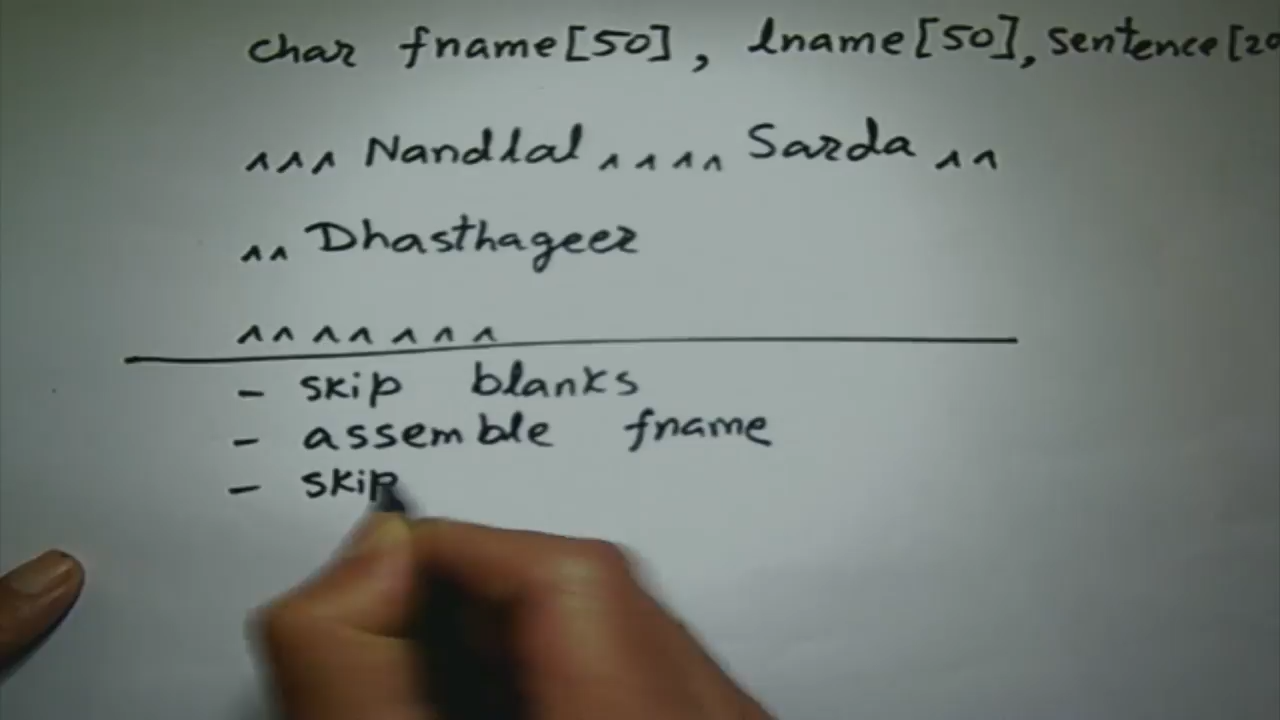 char fname[50], lname[50], sentence[20
^^^ Nandlal ^^^^ Sarda ^^
^^ Dhasthageer
^^^^^^^
- skip blanks
- assemble fname
- skip